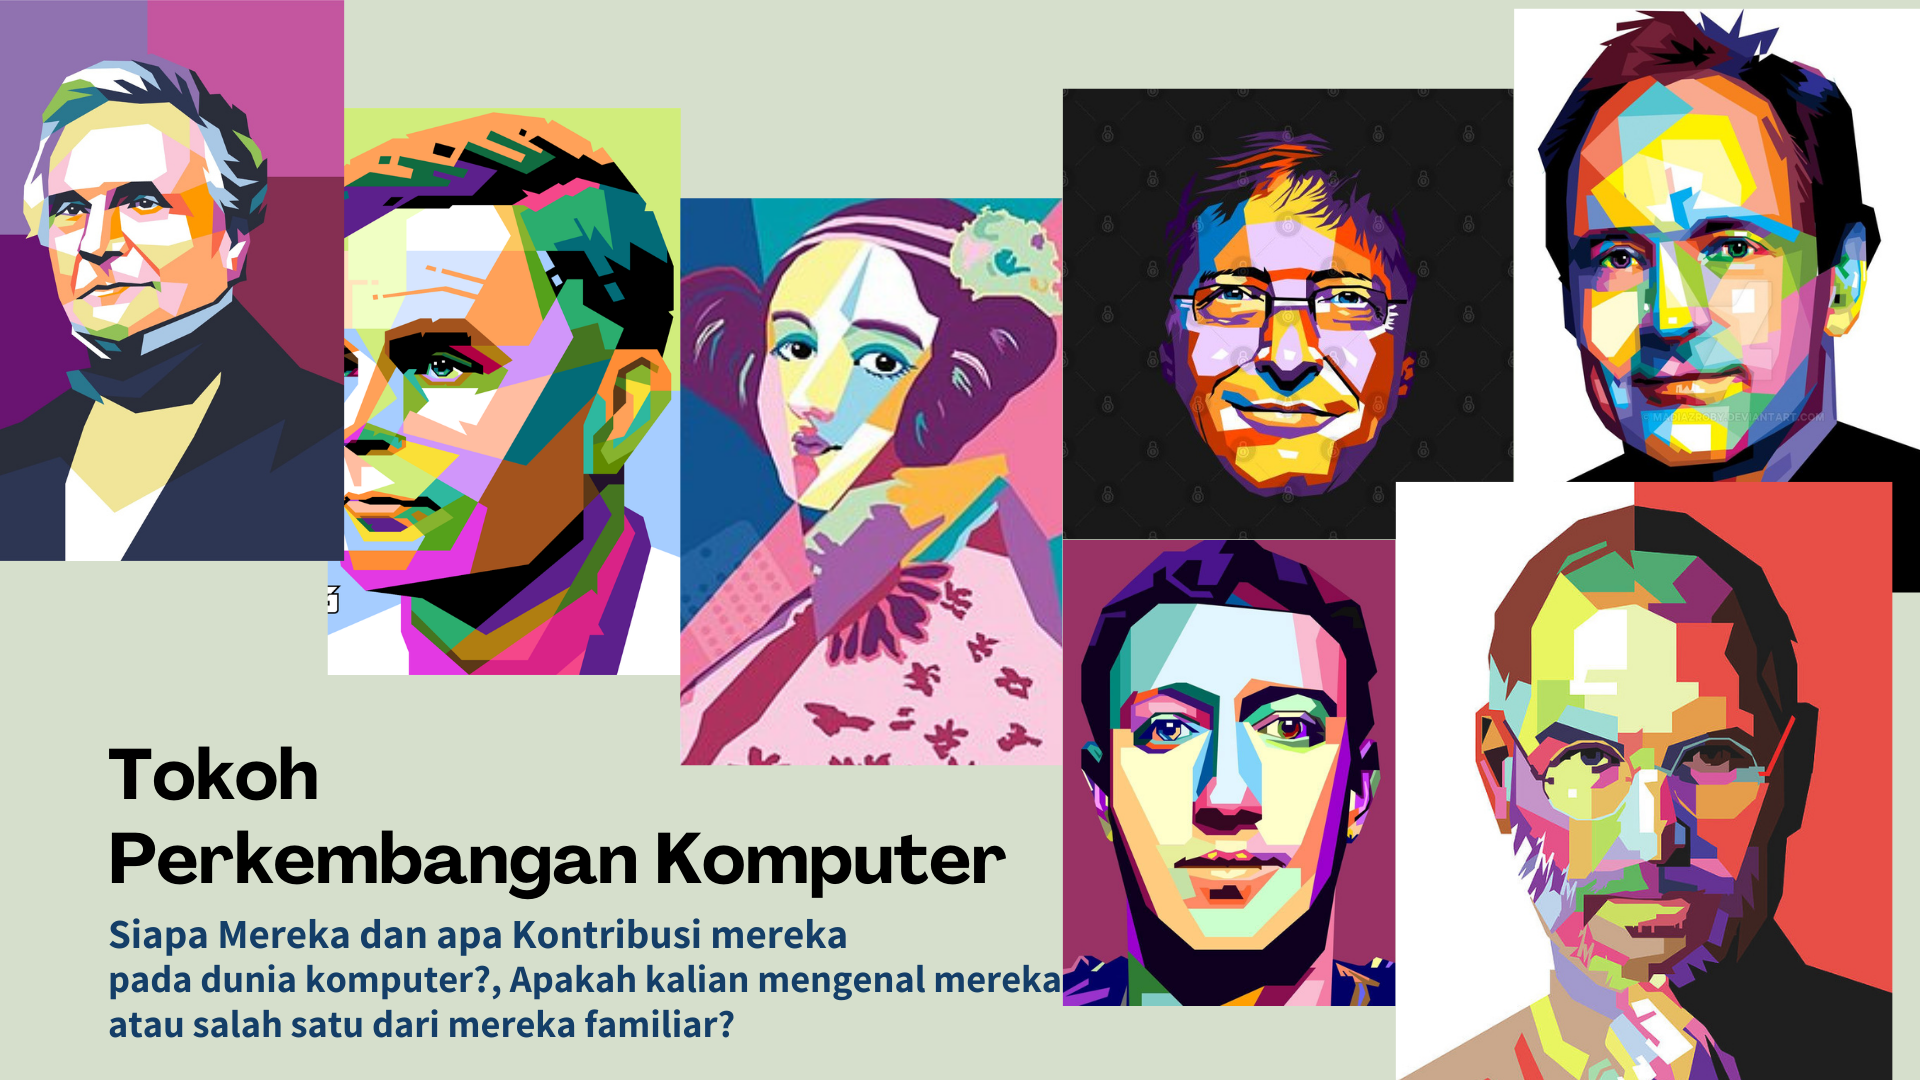 Tokoh
Perkembangan Komputer
Siapa Mereka dan apa Kontribusi mereka
pada dunia komputer?, Apakah kalian mengenal mereka
atau salah satu dari mereka familiar?